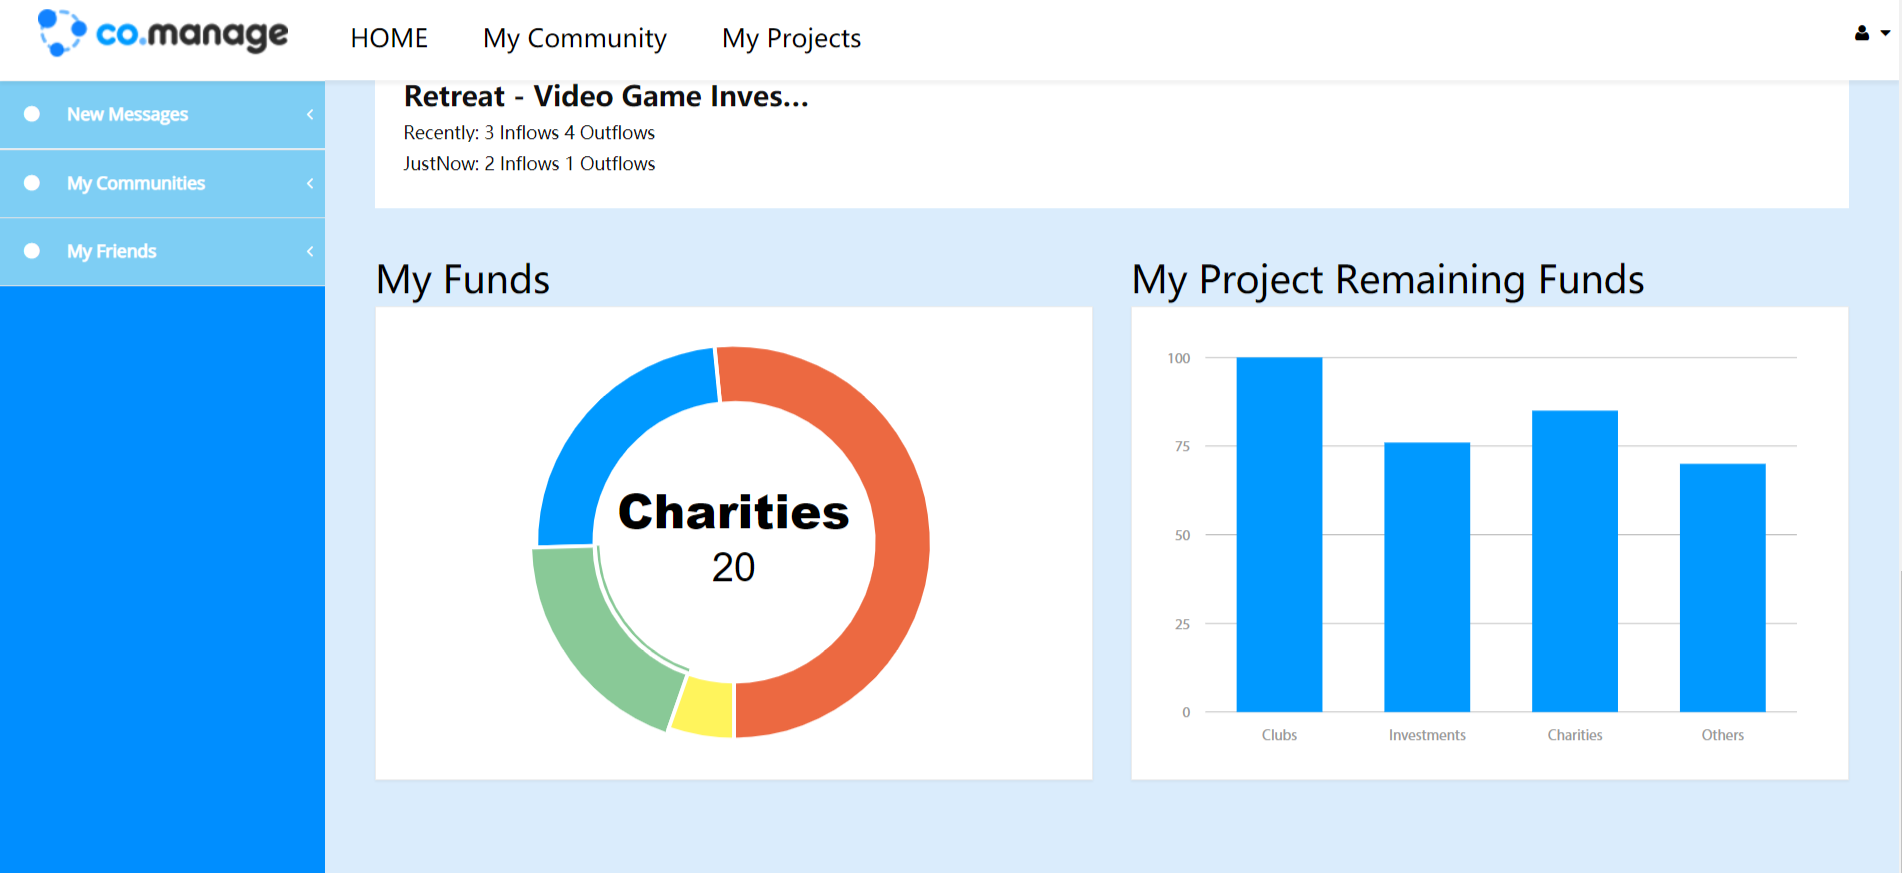 co.manage
HOME My Community My Projects
New Messages
My Communities
My Friends
Retreat - Video Game Inves...
Recently: 3 Inflows 4 Outflows
JustNow: 2 Inflows 1 Outflows
My Funds
Charities
20
My Project Remaining Funds
100
75
50
25
0
Clubs Investments Charities Others